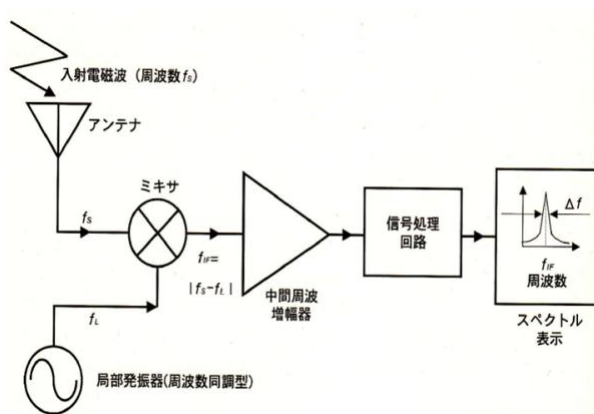 入射電磁波（周波数fS）
アンテナ
ミキサ
fS
fIF=
|fS-fL|
fL
局部発振器(周波数同調型)
中間周波
増幅器
信号処理
回路
Δf
fIF
周波数
スペクトル
表示